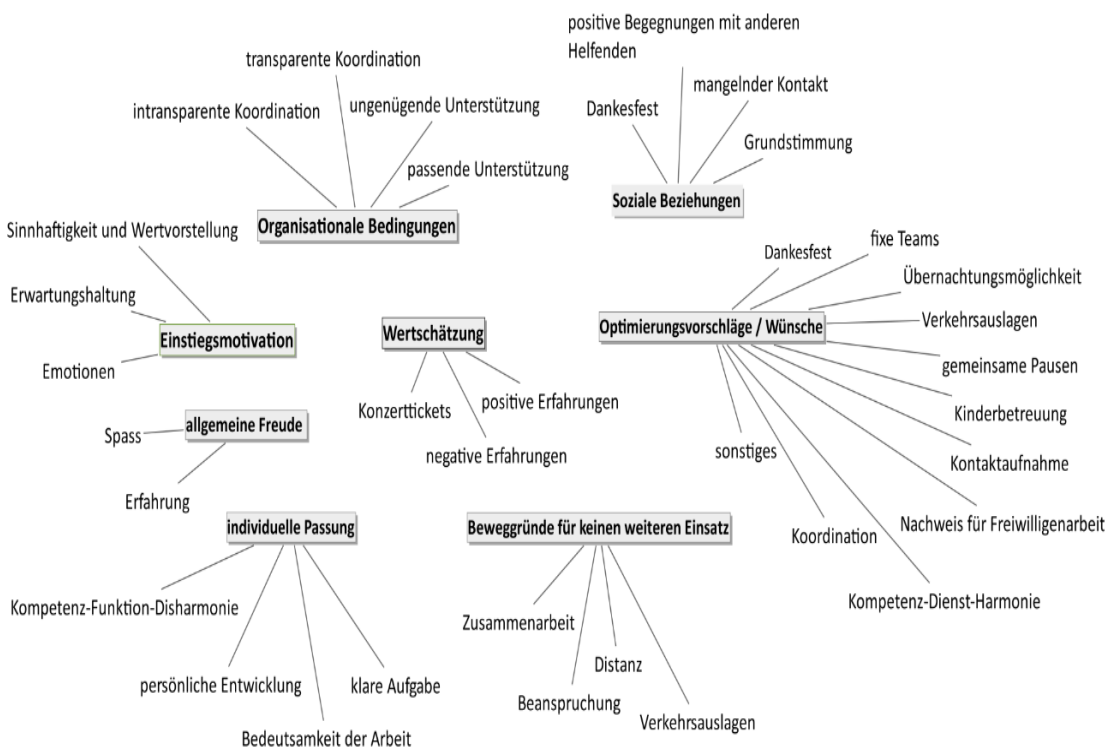 positive Begegnungen mit anderen
Helfenden
transparente Koordination
mangelnder Kontakt
intransparente Koordination
ungenügende Unterstützung
Dankesfest
Grundstimmung
passende Unterstützung
Soziale Beziehungen
Organisationale Bedingungen
Sinnhaftigkeit und Wertvorstellung
Dankesfest
fixe Teams
Übernachtungsmöglichkeit
Erwartungshaltung
Einstiegsmotivation
Wertschätzung
Optimierungsvorschläge / Wünsche
Verkehrsauslagen
Emotionen
gemeinsame Pausen
Konzerttickets
positive Erfahrungen
Kinderbetreuung
allgemeine Freude
Spass
negative Erfahrungen
sonstiges
Kontaktaufnahme
Erfahrung
individuelle Passung
Beweggründe für keinen weiteren Einsatz
Koordination
Nachweis für Freiwilligenarbeit
Kompetenz-Funktion-Disharmonie
Zusammenarbeit
Kompetenz-Dienst-Harmonie
persönliche Entwicklung
klare Aufgabe
Distanz
Beanspruchung
Verkehrsauslagen
Bedeutsamkeit der Arbeit